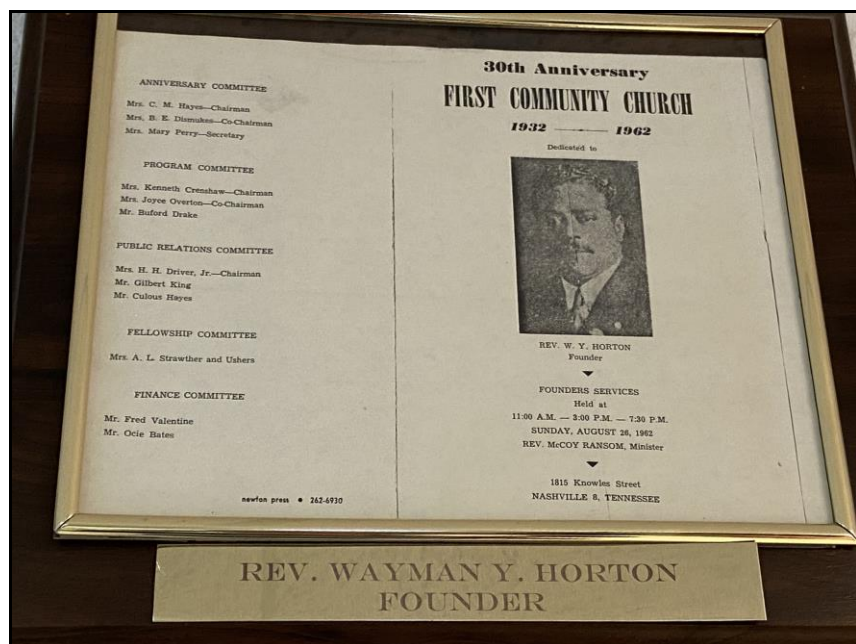 ANNIVERSARY COMMITTEE
Mrs. C. M. Hayes—Chairman
Mrs. B. E. Dismukes—Co-Chairman
Mrs. Mary Perry—Secretary
PROGRAM COMMITTEE
Mrs. Kenneth Crenshaw—Chairman
Mrs. Joyce Overton—Co-Chairman
Mr. Buford Drake
PUBLIC RELATIONS COMMITTEE
Mrs. H. H. Driver, Jr.—Chairman
Mr. Gilbert King
Mr. Culous Hayes
FELLOWSHIP COMMITTEE
Mrs. A. L. Strawther and Ushers
FINANCE COMMITTEE
Mr. Fred Valentine
Mr. Ocie Bates
newton press • 262-6930
30th Anniversary
FIRST COMMUNITY CHURCH
1932 — 1962
Dedicated to
REV. W. Y. HORTON
Founder
FOUNDERS SERVICES
Held at
11:00 A.M. — 3:00 P.M. — 7:30 P.M.
SUNDAY, AUGUST 26, 1962
REV. McCOY RANSOM, Minister
1815 Knowles Street
NASHVILLE 8, TENNESSEE
REV. WAYMAN Y. HORTON
FOUNDER